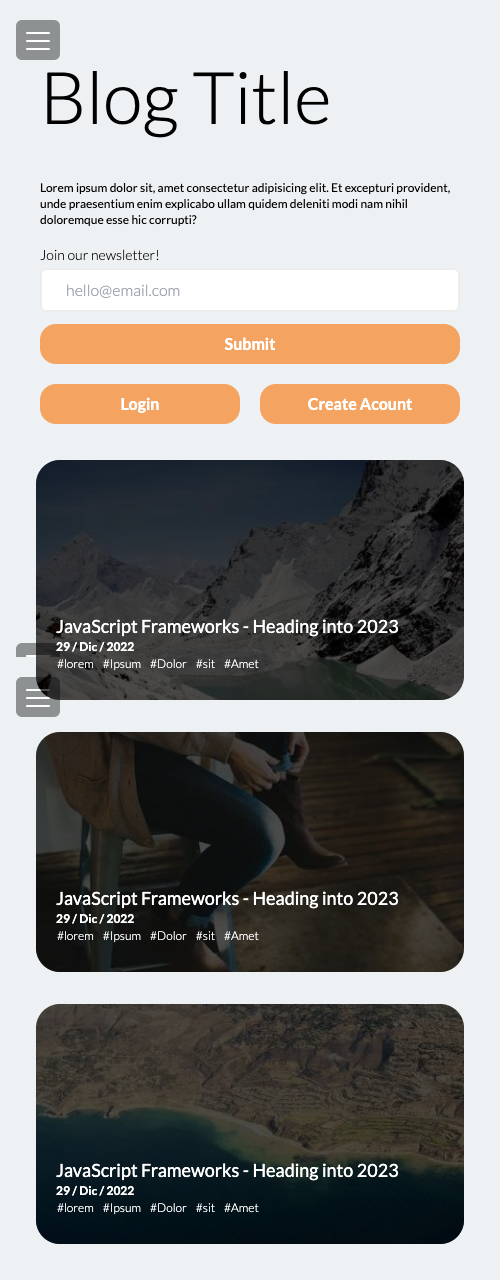 Blog Title
Lorem ipsum dolor sit, amet consectetur adipisicing elit. Et excepturi provident,
unde praesentium enim explicabo ullam quidem deleniti modi nam nihil
doloremque esse hic corrupti?
Join our newsletter!
hello@email.com
Submit
Login Create Acount
JavaScript Frameworks - Heading into 2023
29 / Dic / 2022
#lorem #Ipsum #Dolor #sit #Amet
JavaScript Frameworks - Heading into 2023
29 / Dic / 2022
#lorem #Ipsum #Dolor #sit #Amet
JavaScript Frameworks - Heading into 2023
29 / Dic / 2022
#lorem #Ipsum #Dolor #sit #Amet